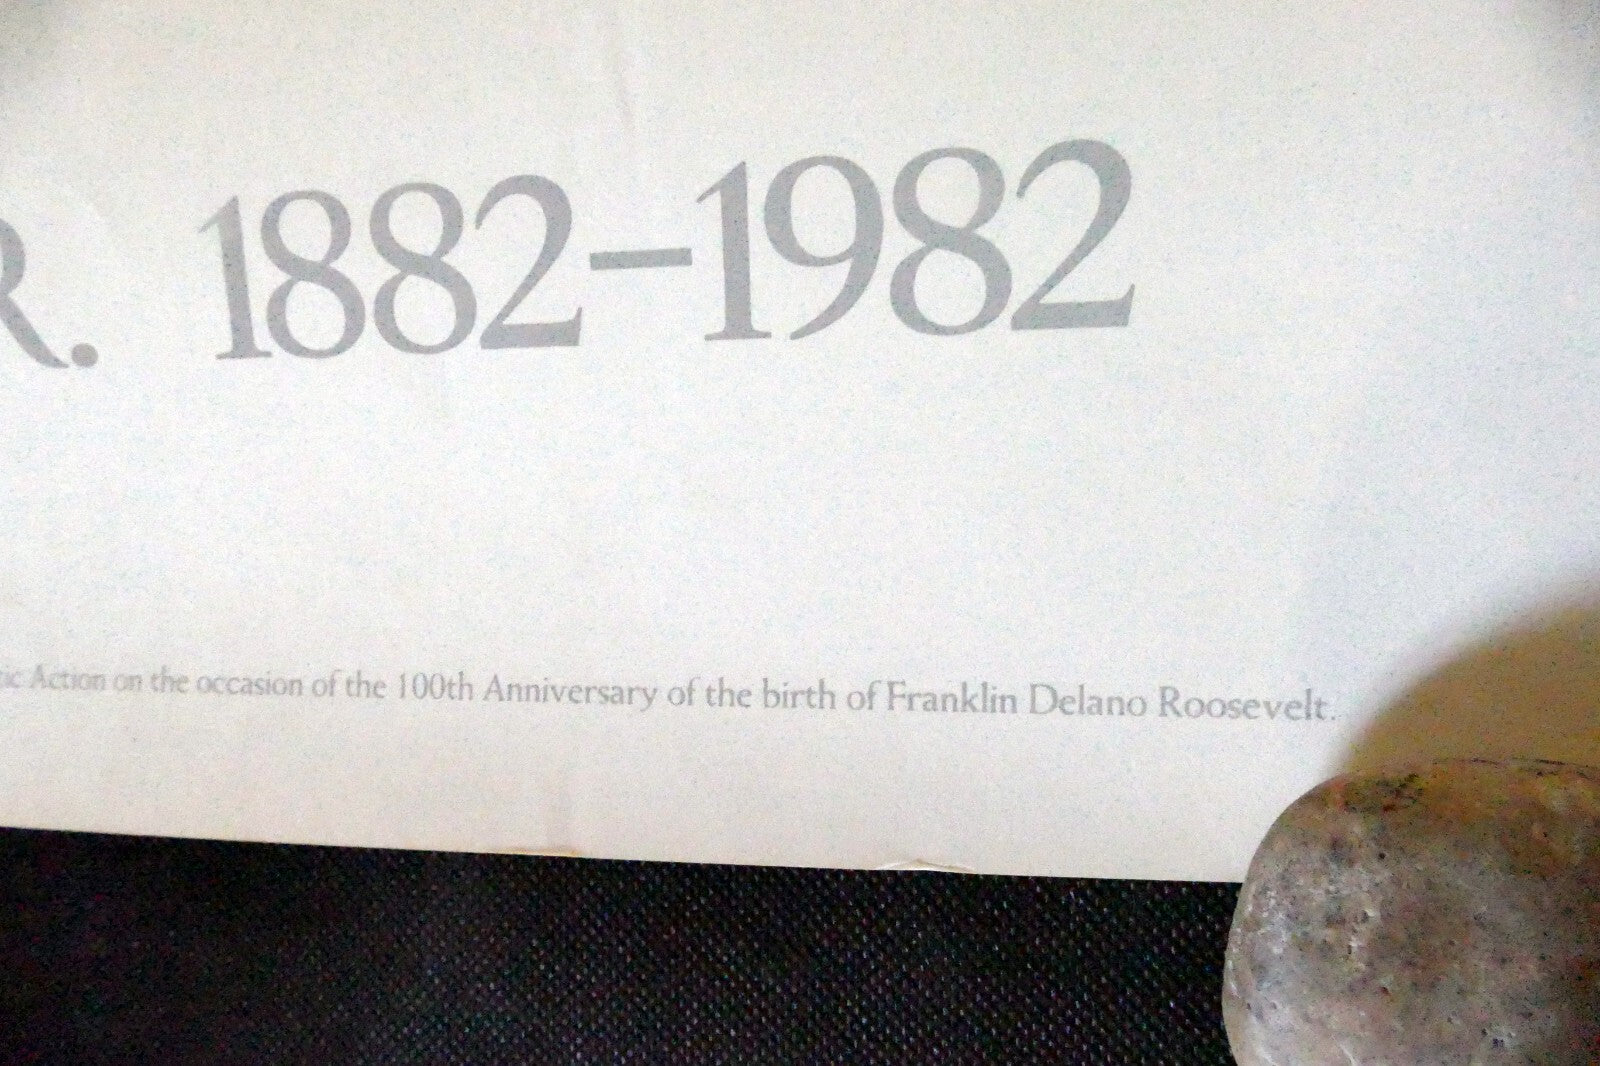 R. 1882–1982
ic Action on the occasion of the 100th Anniversary of the birth of Franklin Delano Roosevelt.